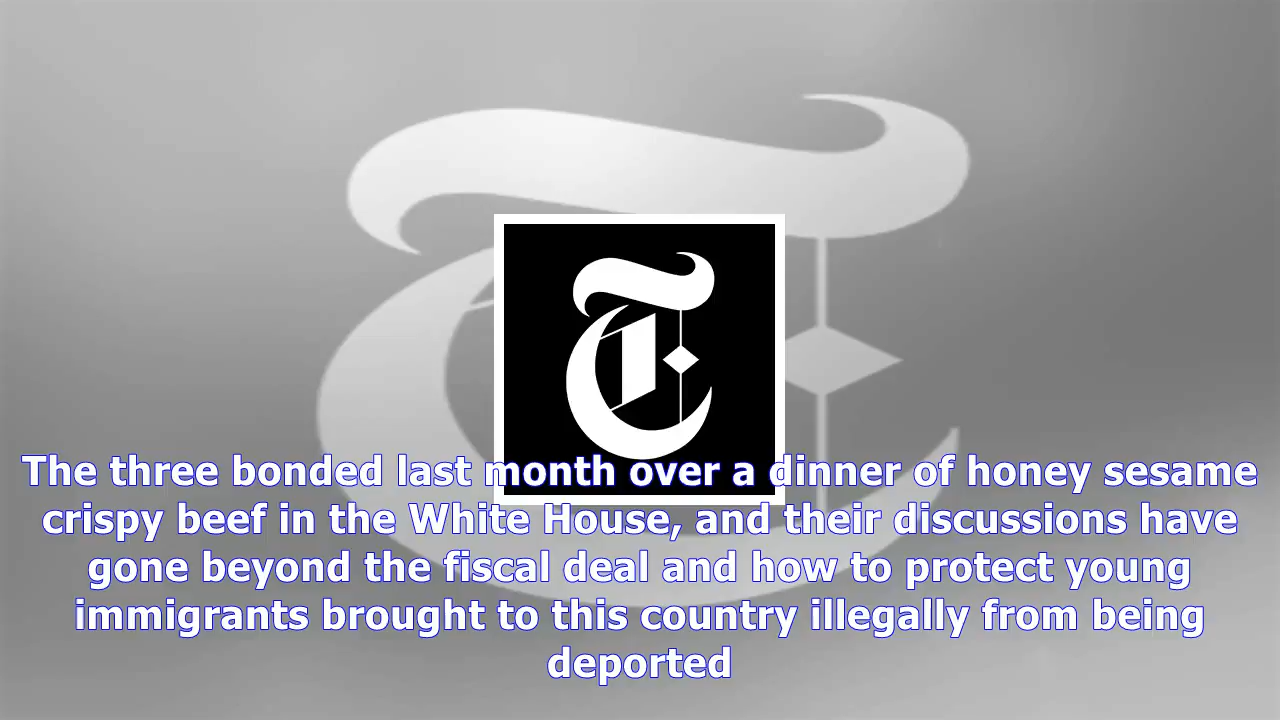 The three bonded last month over a dinner of honey sesame
crispy beef in the White House, and their discussions have
gone beyond the fiscal deal and how to protect young
immigrants brought to this country illegally from being
deported